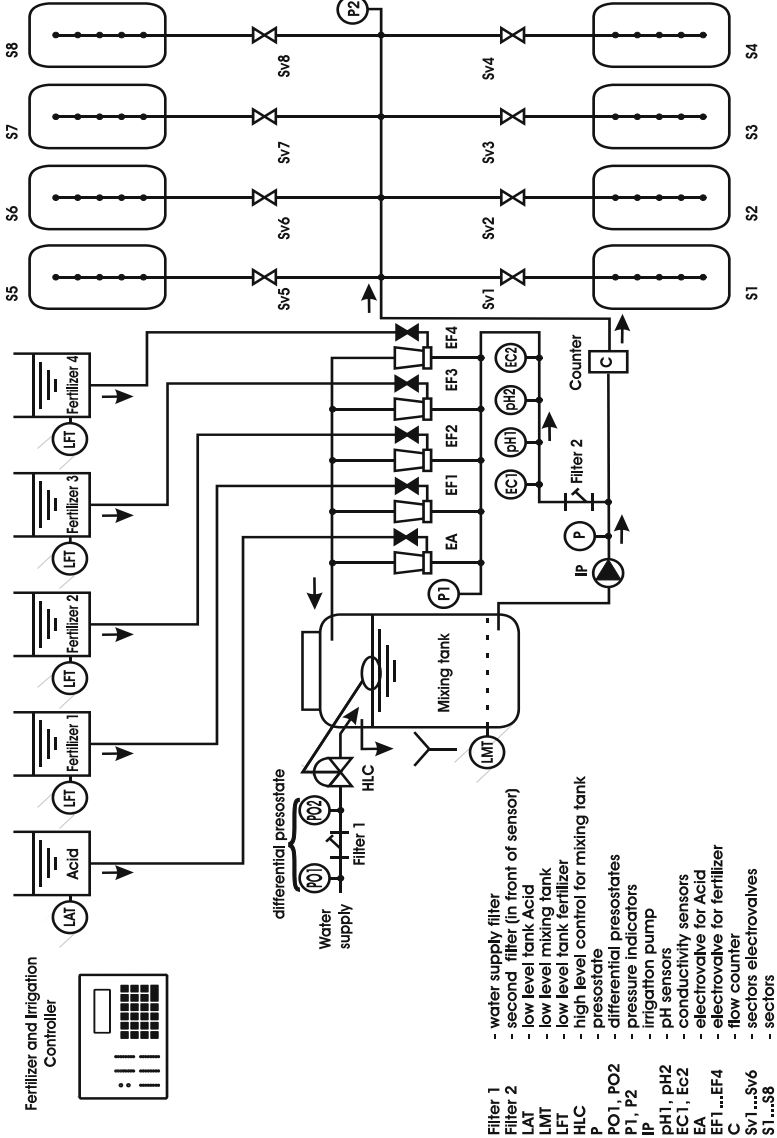 Fertilizer and Irrigation
Controller
LAT
Acid
LFT
Fertilizer 1
LFT
Fertilizer 2
LFT
Fertilizer 3
LFT
Fertilizer 4
S5
S6
S7
S8
differential presostate
Water
supply
PO1
PO2
Filter 1
HLC
Mixing tank
LMT
P1
EA
EF1
EF2
EF3
EF4
Sv5
Sv6
Sv7
Sv8
P2
EC1
pH1
pH2
EC2
Filter 2
IP
P
Counter
C
Sv1
Sv2
Sv3
Sv4
S1
S2
S3
S4
Filter 1 - water supply filter
Filter 2 - second filter (in front of sensor)
LAT - low level tank Acid
LMT - low level mixing tank
LFT - low level tank fertilizer
HLC - high level control for mixing tank
P - presostate
PO1, PO2 - differential presostates
P1, P2 - pressure indicators
IP - irrigation pump
pH1, pH2 - pH sensors
EC1, Ec2 - conductivity sensors
EA - electrovalve for Acid
EF1...EF4 - electrovalve for fertilizer
C - flow counter
Sv1...Sv6 - sectors electrovalves
S1...S8 - sectors